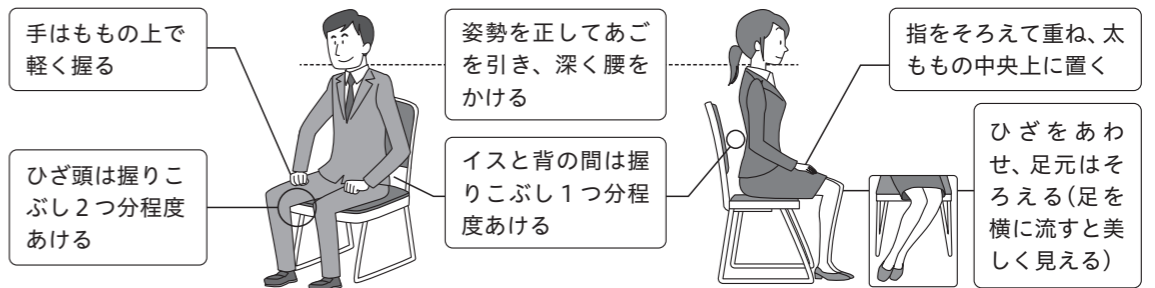 手はももの上で
軽く握る
ひざ頭は握りこ
ぶし2つ分程度
あける
姿勢を正してあご
を引き、深く腰を
かける
イスと背の間は握
りこぶし1つ分程
度あける
指をそろえて重ね、太
ももの中央上に置く
ひざをあわ
せ、足元はそ
ろえる(足を
横に流すと美
しく見える)